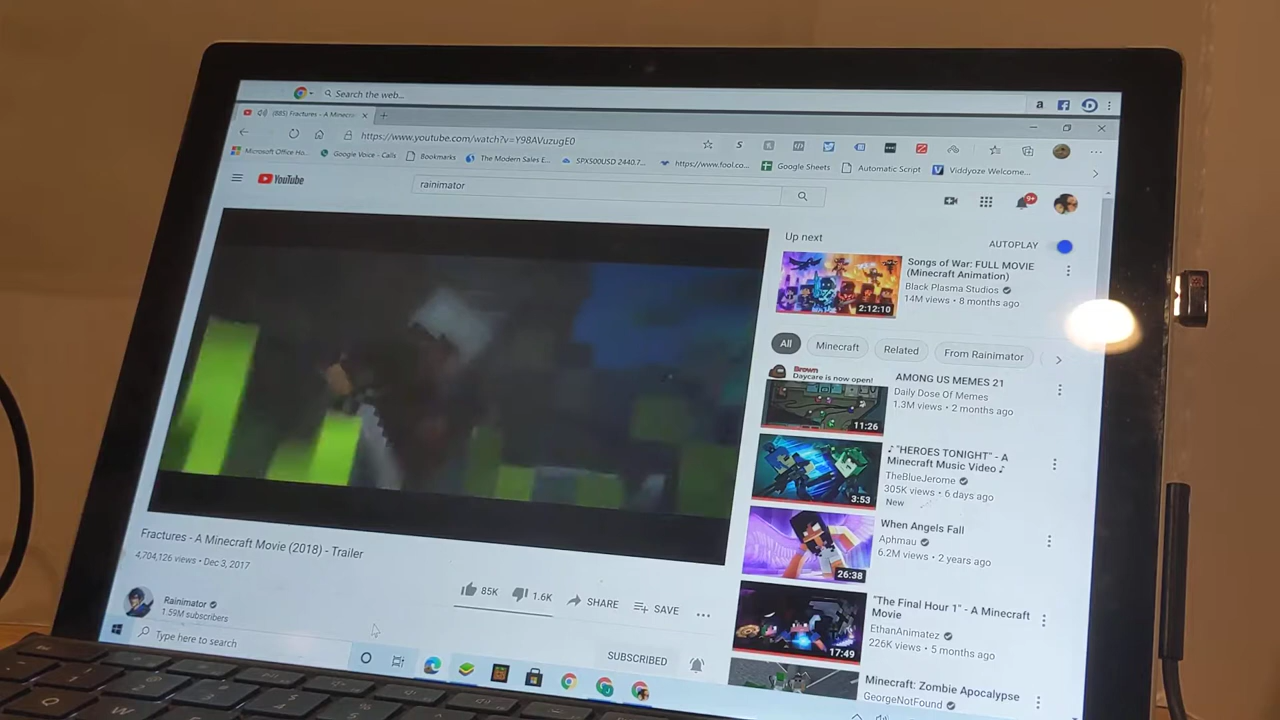 Search the web...
a
(885) Fractures - A Minecra
https://www.youtube.com/watch?v=Y98AVuzugE0
Microsoft Office Ho...
Google Voice - Calls
Bookmarks
The Modern Sales E...
SPX500USD 2440.7...
https://www.fool.co...
Google Sheets
Automatic Script
Viddyoze Welcome...
YouTube
rainimator
9+
Up next
AUTOPLAY
Songs of War: FULL MOVIE
(Minecraft Animation)
Black Plasma Studios
14M views • 8 months ago
2:12:10
All
Minecraft
Related
From Rainimator
Brown
Daycare is now open!
11:26
AMONG US MEMES 21
Daily Dose Of Memes
1.3M views • 2 months ago
3:53
♪ "HEROES TONIGHT" - A
Minecraft Music Video ♪
TheBlueJerome
305K views • 6 days ago
New
26:38
When Angels Fall
Aphmau
6.2M views • 2 years ago
17:49
"The Final Hour 1" - A Minecraft
Movie
EthanAnimatez
226K views • 5 months ago
Minecraft: Zombie Apocalypse
GeorgeNotFound
Fractures - A Minecraft Movie (2018) - Trailer
4,704,126 views • Dec 3, 2017
85K
1.6K
SHARE
SAVE
Rainimator
1.59M subscribers
SUBSCRIBED
Type here to search
Esc
Q
W